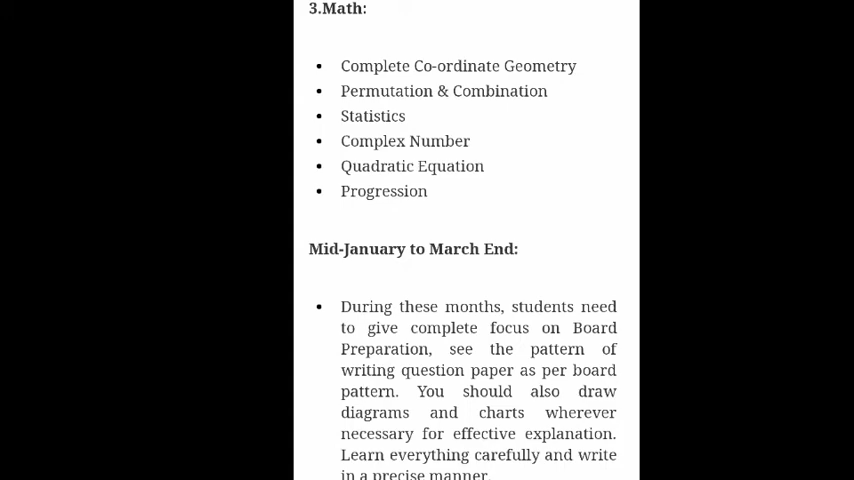 3.Math:
• Complete Co-ordinate Geometry
• Permutation & Combination
• Statistics
• Complex Number
• Quadratic Equation
• Progression
Mid-January to March End:
• During these months, students need
to give complete focus on Board
Preparation, see the pattern of
writing question paper as per board
pattern. You should also draw
diagrams and charts wherever
necessary for effective explanation.
Learn everything carefully and write
in a precise manner.